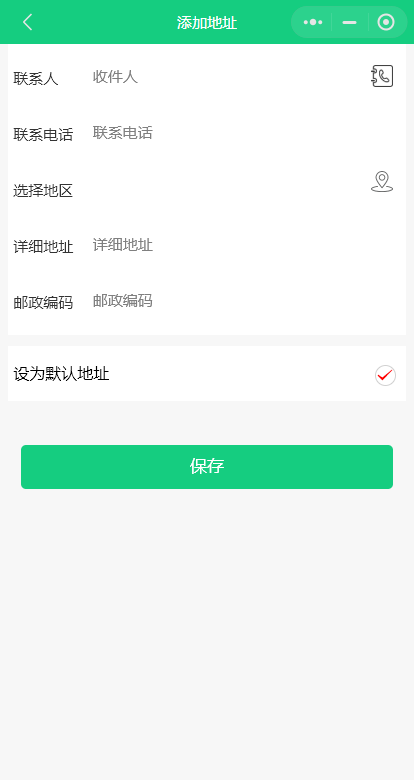 添加地址
联系人 收件人
联系电话 联系电话
选择地区
详细地址 详细地址
邮政编码 邮政编码
设为默认地址
保存